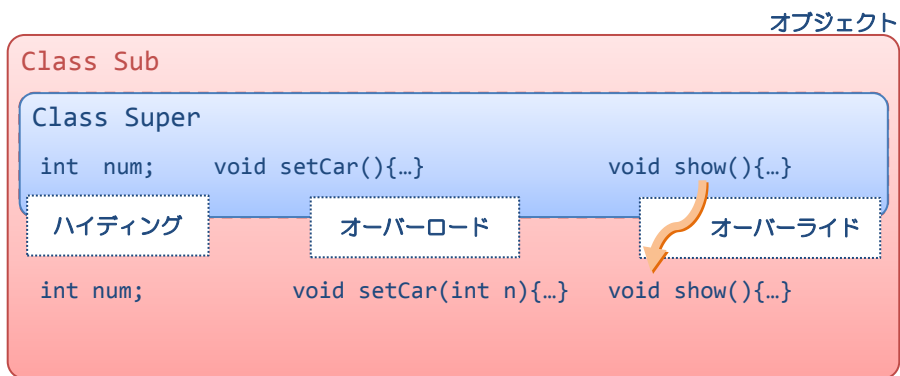 オブジェクト
Class Sub
Class Super
int num; void setCar(){…} void show(){…}
ハイディング オーバーロード オーバーライド
int num; void setCar(int n){…} void show(){…}